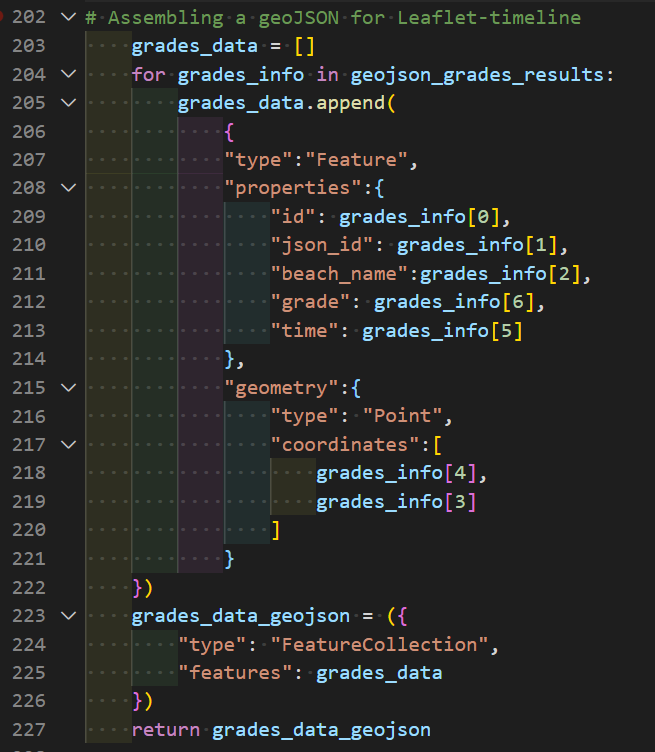 202 # Assembling a geoJSON for Leaflet-timeline
203     grades_data = []
204     for grades_info in geojson_grades_results:
205         grades_data.append(
206             {
207             "type":"Feature",
208             "properties":{
209                 "id": grades_info[0],
210                 "json_id": grades_info[1],
211                 "beach_name":grades_info[2],
212                 "grade": grades_info[6],
213                 "time": grades_info[5]
214             },
215             "geometry":{
216                 "type": "Point",
217                 "coordinates":[
218                     grades_info[4],
219                     grades_info[3]
220                 ]
221             }
222     })
223     grades_data_geojson = ({
224         "type": "FeatureCollection",
225         "features": grades_data
226     })
227     return grades_data_geojson